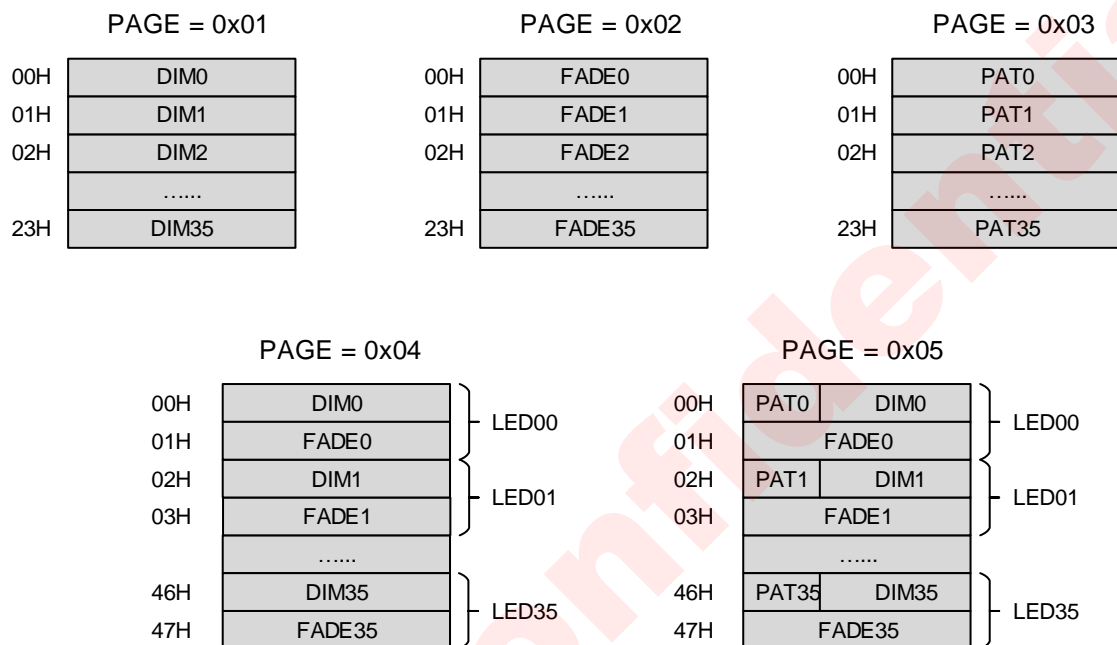 PAGE = 0x01 PAGE = 0x02 PAGE = 0x03
00H DIM0 00H FADE0 00H PAT0
01H DIM1 01H FADE1 01H PAT1
02H DIM2 02H FADE2 02H PAT2
…... …... …...
23H DIM35 23H FADE35 23H PAT35
PAGE = 0x04 PAGE = 0x05
00H DIM0 LED00 00H PAT0 DIM0 LED00
01H FADE0 01H FADE0
02H DIM1 LED01 02H PAT1 DIM1 LED01
03H FADE1 03H FADE1
…... …...
46H DIM35 LED35 46H PAT35 DIM35 LED35
47H FADE35 47H FADE35
onfidentia